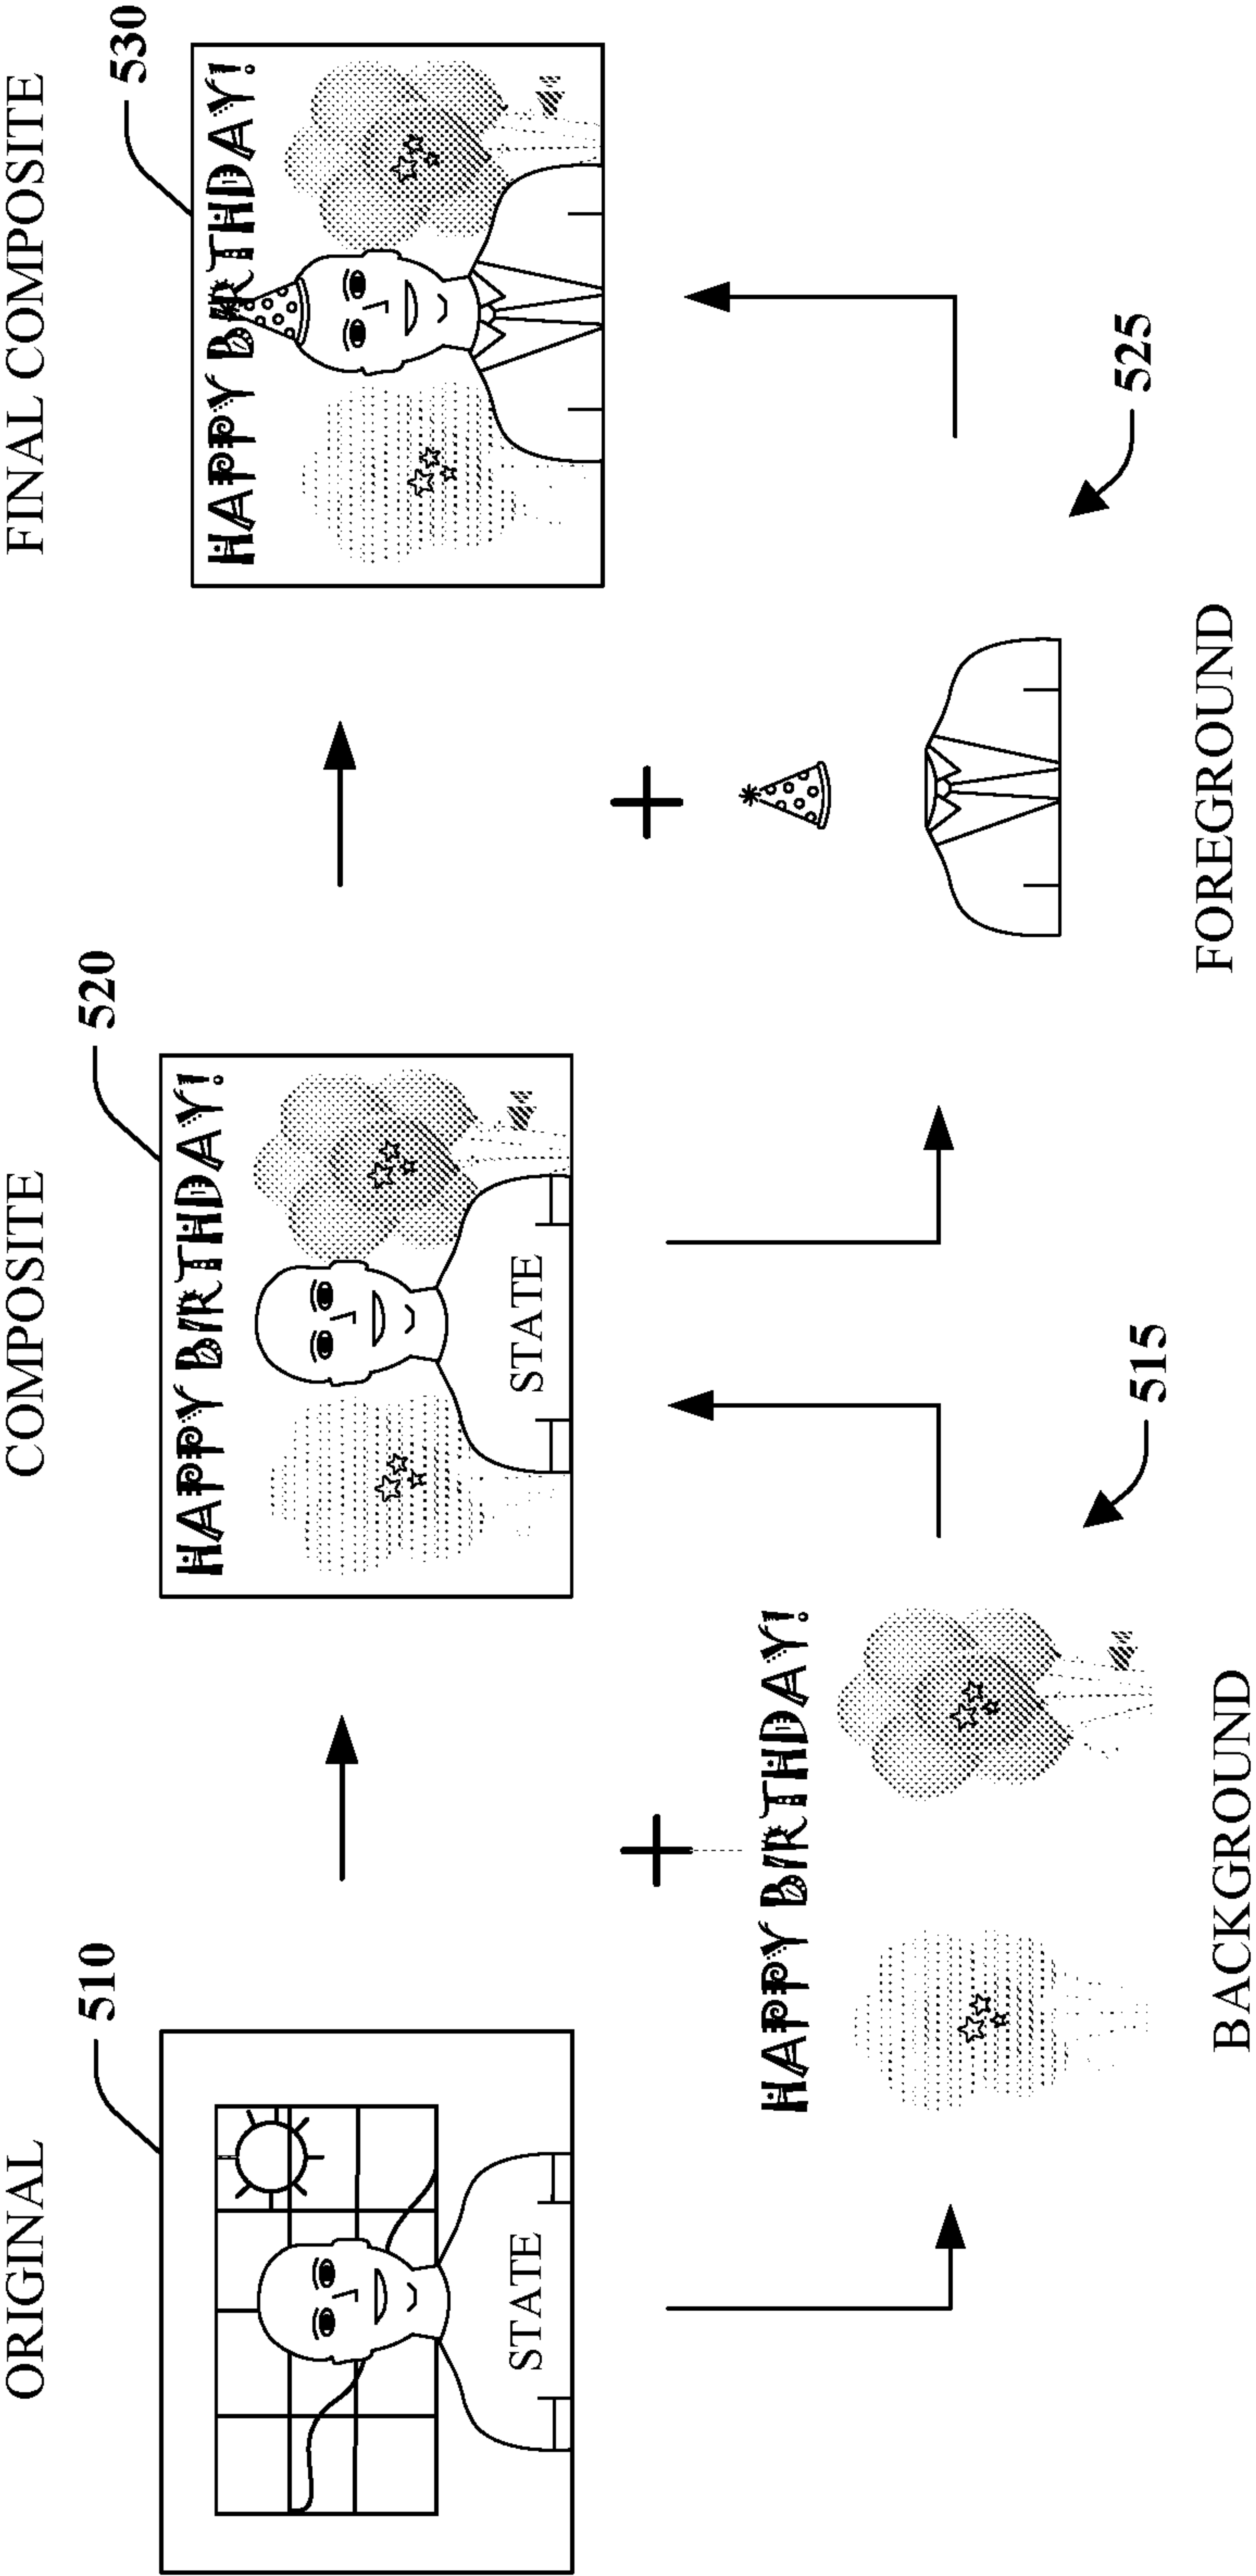 ORIGINAL
COMPOSITE
FINAL COMPOSITE
510
520
530
STATE
HAPPY BIRTHDAY!
STATE
HAPPY BIRTHDAY!
HAPPY BIRTHDAY!
515
525
BACKGROUND
FOREGROUND